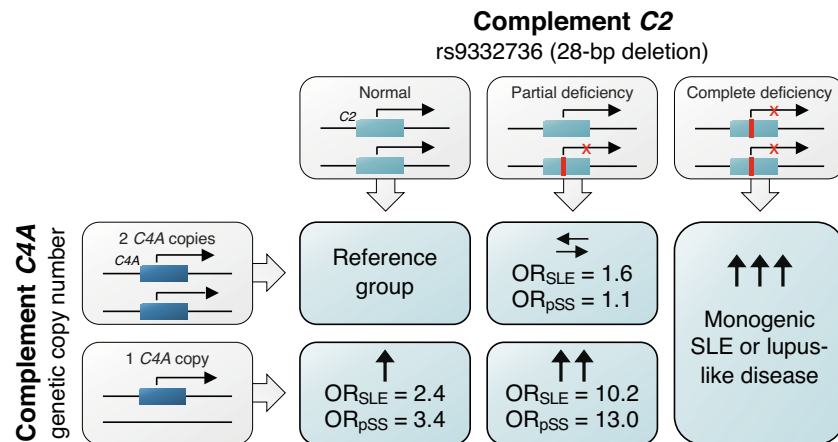 Complement C2
rs9332736 (28-bp deletion)
Normal
C2
Partial deficiency
x
Complete deficiency
x
x
Complement C4A
genetic copy number
2 C4A copies
C4A
Reference
group
ORSLE = 1.6
ORpSS = 1.1
Monogenic
SLE or lupus-
like disease
1 C4A copy
ORSLE = 2.4
ORpSS = 3.4
ORSLE = 10.2
ORpSS = 13.0